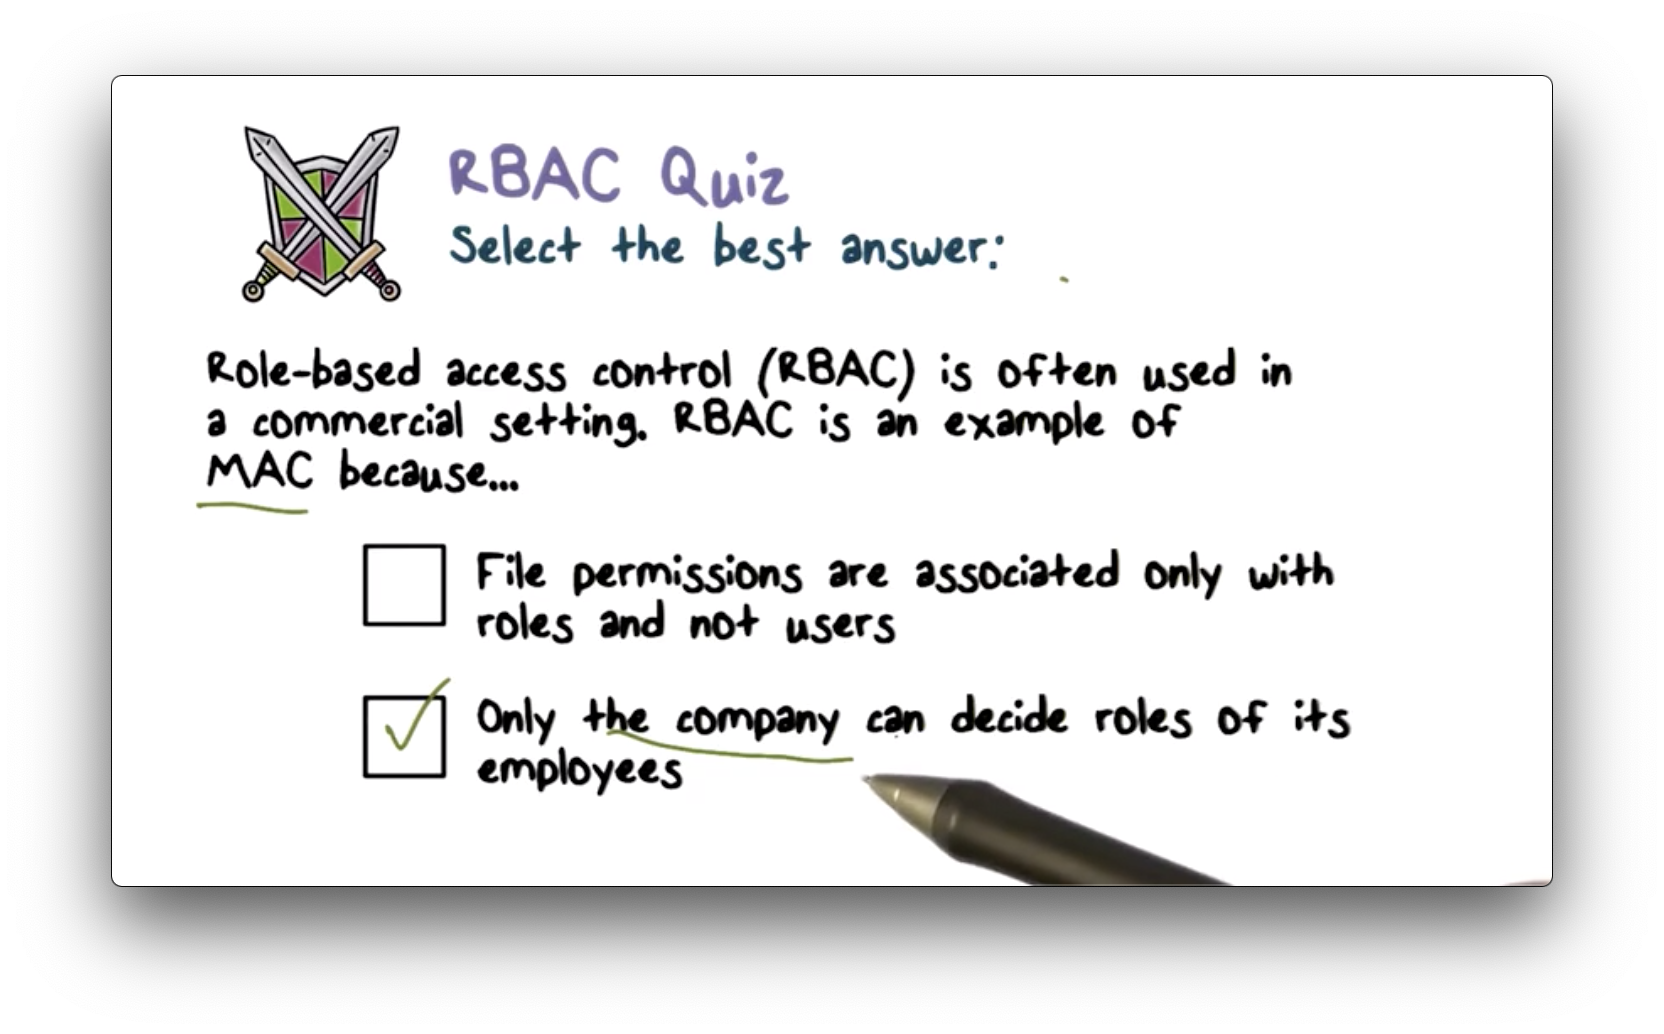 RBAC Quiz
Select the best answer:
Role-based access control (RBAC) is often used in
a commercial setting. RBAC is an example of
MAC because...
File permissions are associated only with
roles and not users
Only the company can decide roles of its
employees